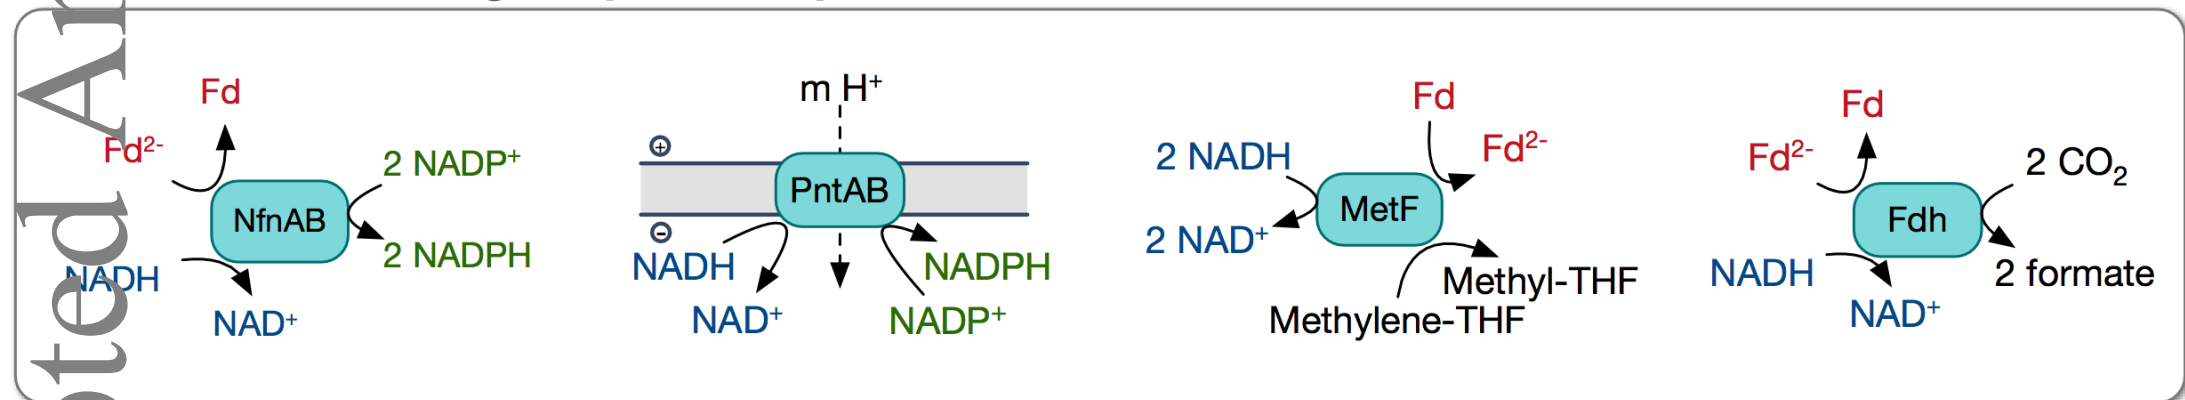 Fd
Fd2-
2 NADP+
NfnAB
2 NADPH
NADH
NAD+
m H+
+
PntAB
-
NADH
NADPH
NAD+
NADP+
Fd
2 NADH
Fd2-
MetF
2 NAD+
Methyl-THF
Methylene-THF
Fd
Fd2-
2 CO2
Fdh
NADH
2 formate
NAD+